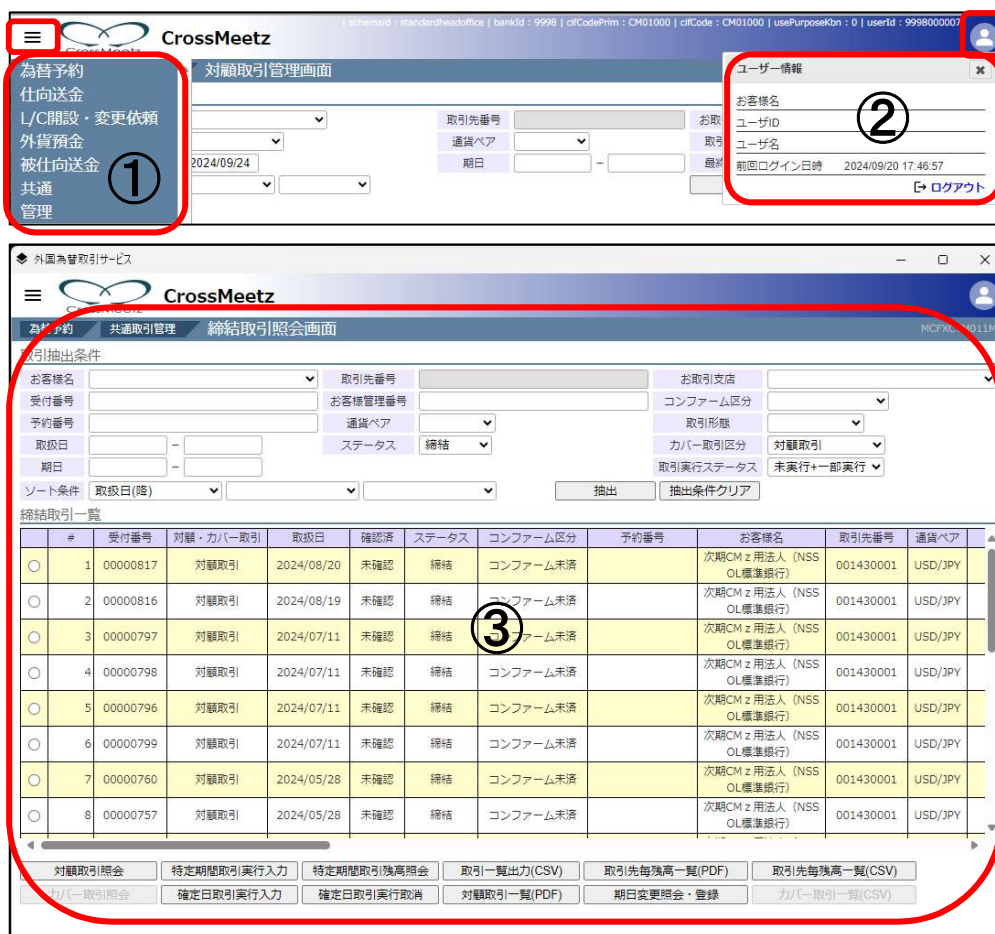 | schemaid : standardheadoffice | bankId : 9998 | cifCodePrim : CM01000 | cifCode : CM01000 | usePurposeKbn : 0 | userId : 9998000007
CrossMeetz
為替予約 対顧取引管理画面
仕向送金
L/C開設・変更依頼
外貨預金
被仕向送金
共通
管理
①
取引先番号 お取
通貨ペア 取引
2024/09/24 期日 – 最終
ユーザー情報
お客様名
ユーザID
ユーザ名
前回ログイン日時 2024/09/20 17:46:57
ログアウト
②
外国為替取引サービス
CrossMeetz
為替予約 共通取引管理 締結取引照会画面
取引抽出条件
お客様名 取引先番号 お取引支店
受付番号 お客様管理番号 コンファーム区分
予約番号 通貨ペア 取引形態
取扱日 – ステータス 締結 カバー取引区分 対顧取引
期日 – 取引実行ステータス 未実行+一部実行
ソート条件 取扱日(降) 抽出 抽出条件クリア
締結取引一覧
# 受付番号 対顧・カバー取引 取扱日 確認済 ステータス コンファーム区分 予約番号 お客様名 取引先番号 通貨ペア
1 00000817 対顧取引 2024/08/20 未確認 締結 コンファーム未済 次期CMz用法人（NSSOL標準銀行） 001430001 USD/JPY
2 00000816 対顧取引 2024/08/19 未確認 締結 コンファーム未済 次期CMz用法人（NSSOL標準銀行） 001430001 USD/JPY
3 00000797 対顧取引 2024/07/11 未確認 締結 コンファーム未済 次期CMz用法人（NSSOL標準銀行） 001430001 USD/JPY
4 00000798 対顧取引 2024/07/11 未確認 締結 コンファーム未済 次期CMz用法人（NSSOL標準銀行） 001430001 USD/JPY
5 00000796 対顧取引 2024/07/11 未確認 締結 コンファーム未済 次期CMz用法人（NSSOL標準銀行） 001430001 USD/JPY
6 00000799 対顧取引 2024/07/11 未確認 締結 コンファーム未済 次期CMz用法人（NSSOL標準銀行） 001430001 USD/JPY
7 00000760 対顧取引 2024/05/28 未確認 締結 コンファーム未済 次期CMz用法人（NSSOL標準銀行） 001430001 USD/JPY
8 00000757 対顧取引 2024/05/28 未確認 締結 コンファーム未済 次期CMz用法人（NSSOL標準銀行） 001430001 USD/JPY
③
対顧取引照会 特定期間取引実行入力 特定期間取引残高照会 取引一覧出力(CSV) 取引先毎残高一覧(PDF) 取引先毎残高一覧(CSV)
カバー取引照会 確定日取引実行入力 確定日取引実行取消 対顧取引一覧(PDF) 期日変更照会・登録 カバー取引一覧(CSV)